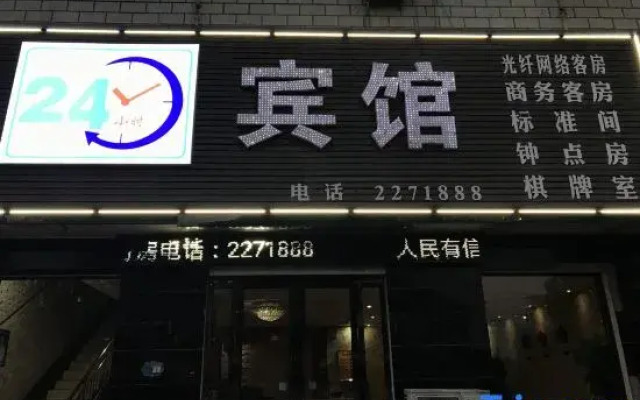 24
小时
宾馆
光纤网络客房
商务客房
标准间
钟点房
棋牌室
电话 2271888
房电话:2271888
人民有信